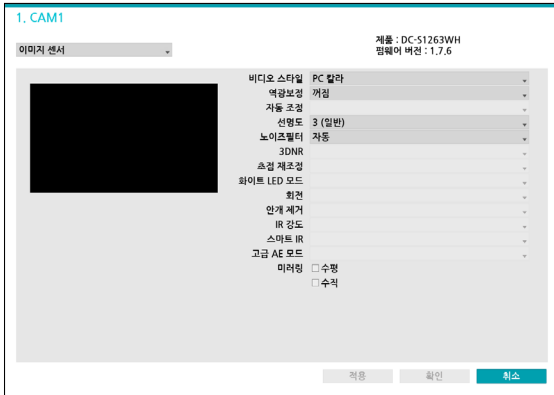 1. CAM1
이미지 센서
제품 : DC-S1263WH
펌웨어 버전 : 1.7.6
비디오 스타일 PC 칼라
역광보정 꺼짐
자동 조정
선명도 3 (일반)
노이즈필터 자동
3DNR
초점 재조정
화이트 LED 모드
회전
안개 제거
IR 강도
스마트 IR
고급 AE 모드
미러링 수평
수직
적용 확인 취소